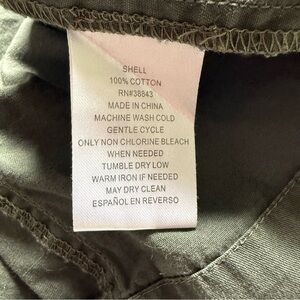 SHELL
100% COTTON
RN#38843
MADE IN CHINA
MACHINE WASH COLD
GENTLE CYCLE
ONLY NON CHLORINE BLEACH
WHEN NEEDED
TUMBLE DRY LOW
WARM IRON IF NEEDED
MAY DRY CLEAN
ESPAÑOL EN REVERSO